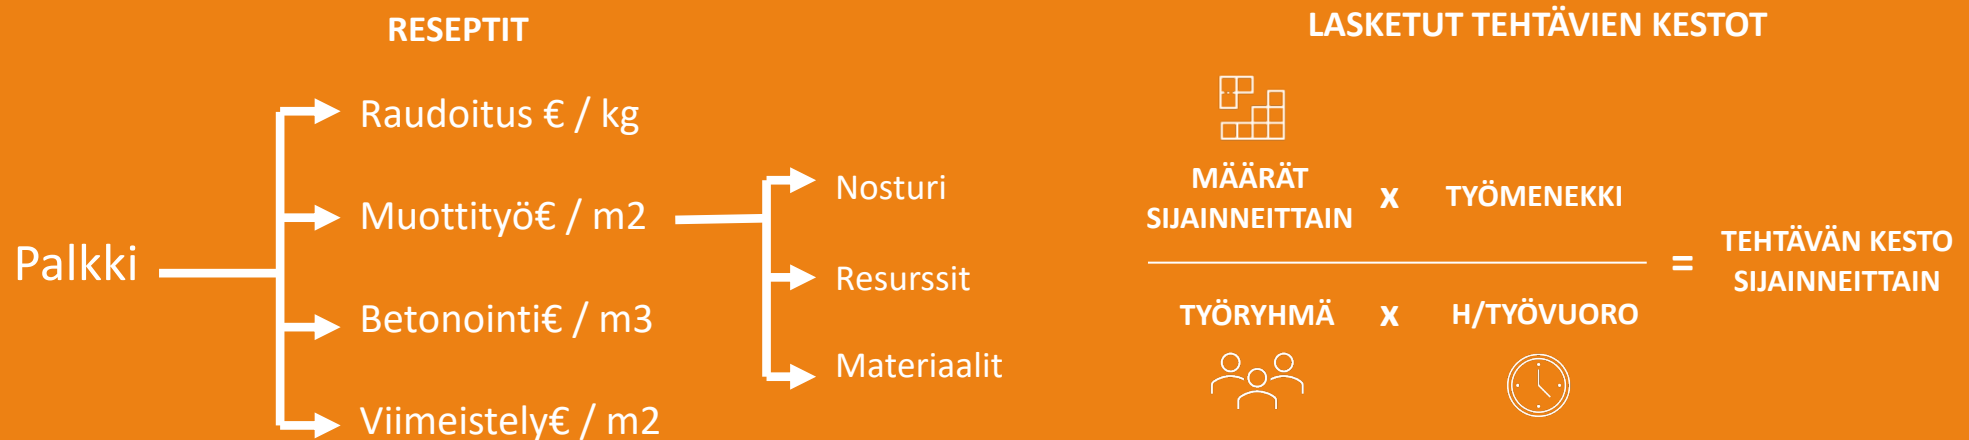 RESEPTIT
Palkki
Raudoitus € / kg
Muottityö€ / m2
Betonointi€ / m3
Viimeistely€ / m2
Nosturi
Resurssit
Materiaalit
LASKETUT TEHTÄVIEN KESTOT
MÄÄRÄT
SIJAINNEITTAIN
x
TYÖMENEKKI
TYÖRYHMÄ
x
H/TYÖVUORO
=
TEHTÄVÄN KESTO
SIJAINNEITTAIN